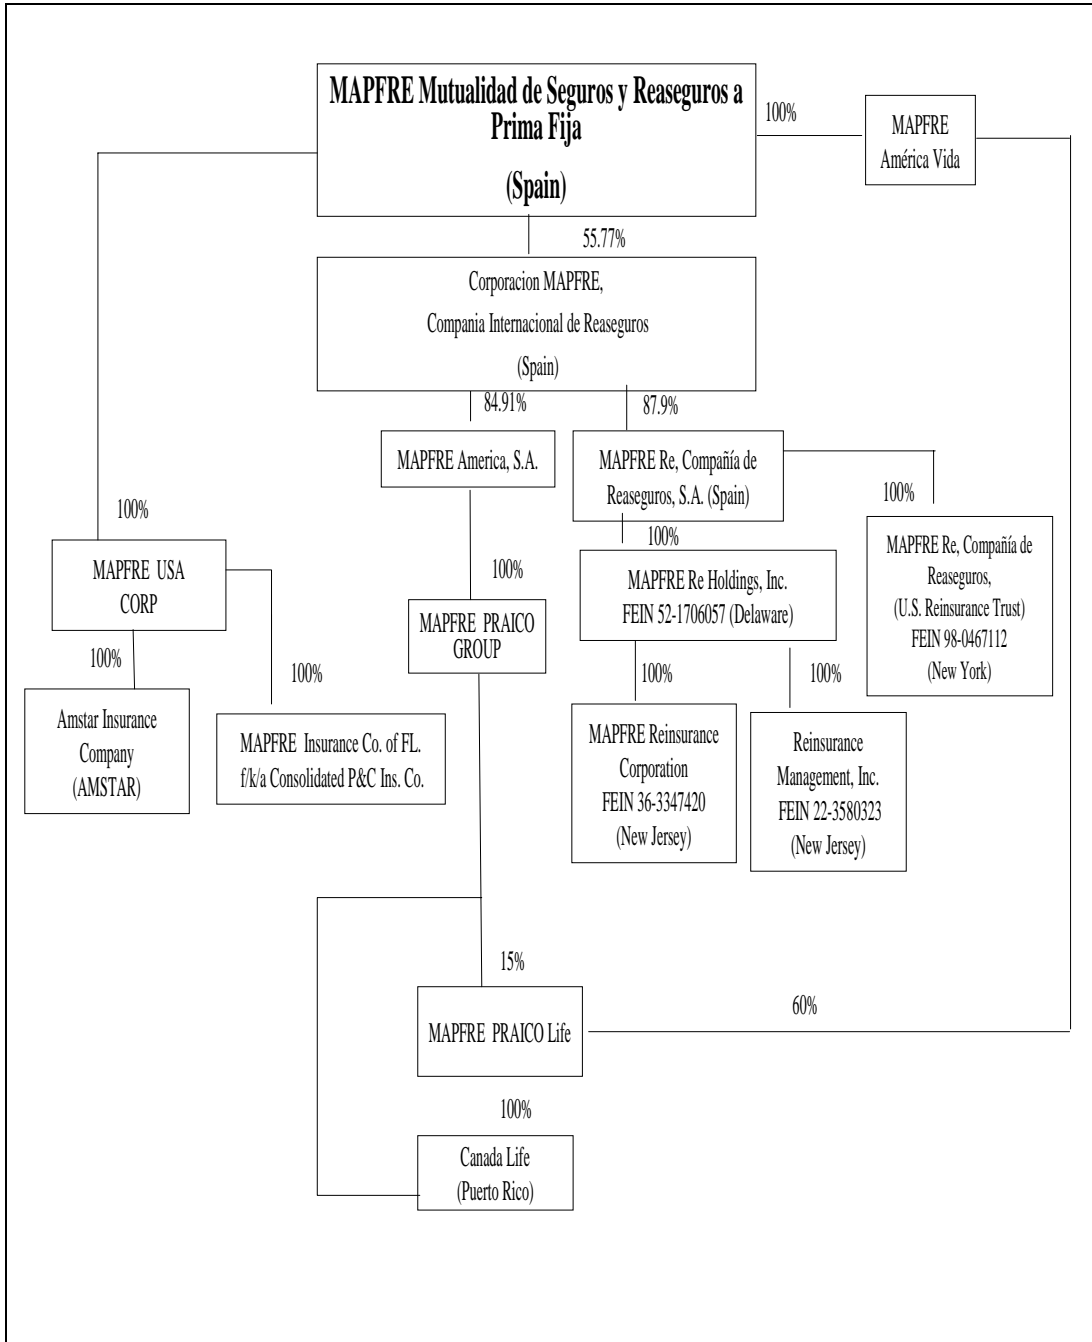 MAPFRE Mutualidad de Seguros y Reaseguros a
Prima Fija
(Spain)
100%
MAPFRE
América Vida
55.77%
Corporacion MAPFRE,
Compania Internacional de Reaseguros
(Spain)
84.91%
87.9%
MAPFRE America, S.A.
MAPFRE Re, Compañía de
Reaseguros, S.A. (Spain)
100%
100%
100%
MAPFRE USA
CORP
100%
MAPFRE PRAICO
GROUP
MAPFRE Re Holdings, Inc.
FEIN 52-1706057 (Delaware)
MAPFRE Re, Compañía de
Reaseguros,
(U.S. Reinsurance Trust)
FEIN 98-0467112
(New York)
100%
100%
100%
100%
Amstar Insurance
Company
(AMSTAR)
MAPFRE Insurance Co. of FL.
f/k/a Consolidated P&C Ins. Co.
MAPFRE Reinsurance
Corporation
FEIN 36-3347420
(New Jersey)
Reinsurance
Management, Inc.
FEIN 22-3580323
(New Jersey)
15%
MAPFRE PRAICO Life
60%
100%
Canada Life
(Puerto Rico)